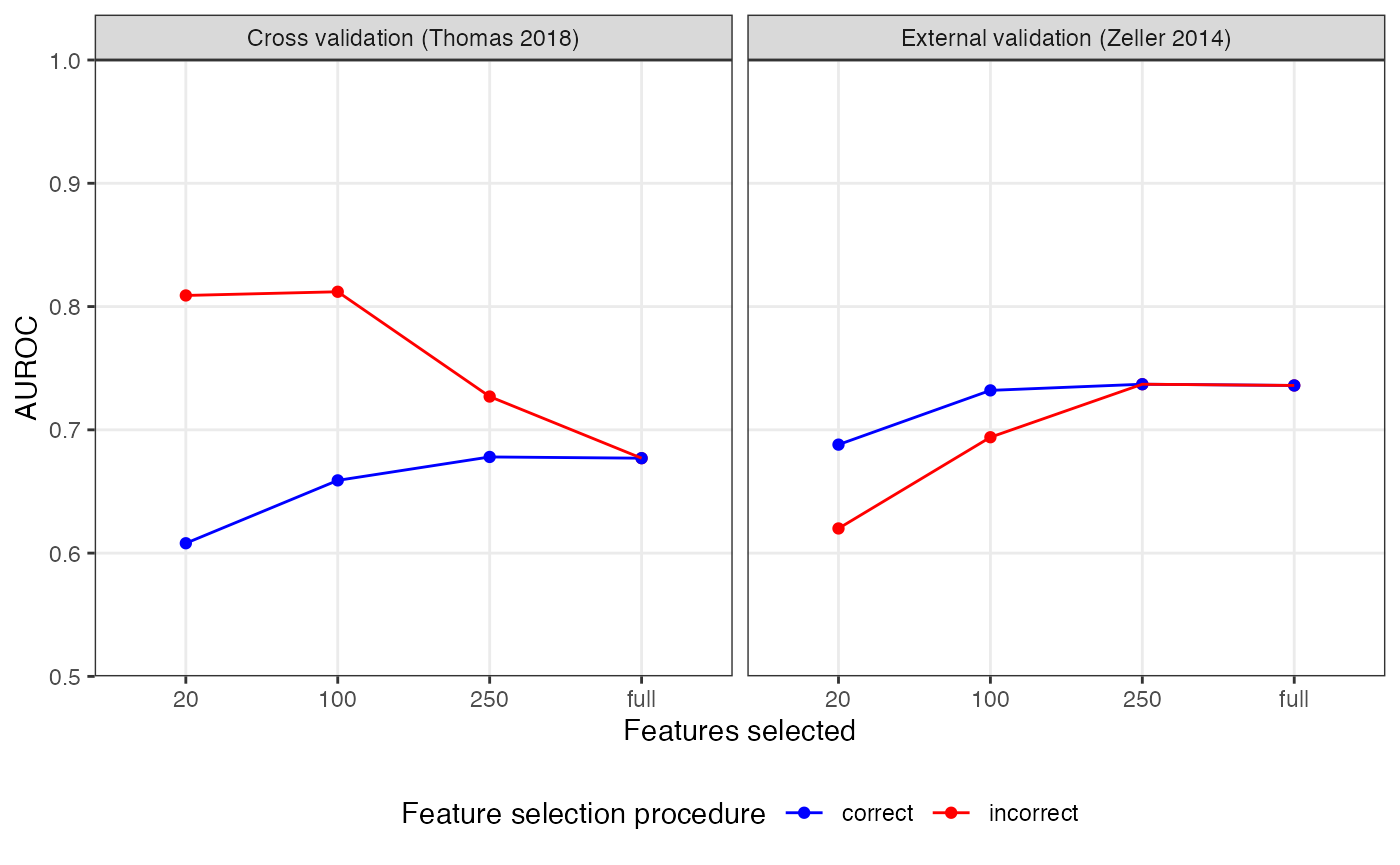 Cross validation (Thomas 2018)
External validation (Zeller 2014)
1.0
0.9
0.8
0.7
0.6
0.5
AUROC
20 100 250 full
20 100 250 full
Features selected
Feature selection procedure correct incorrect